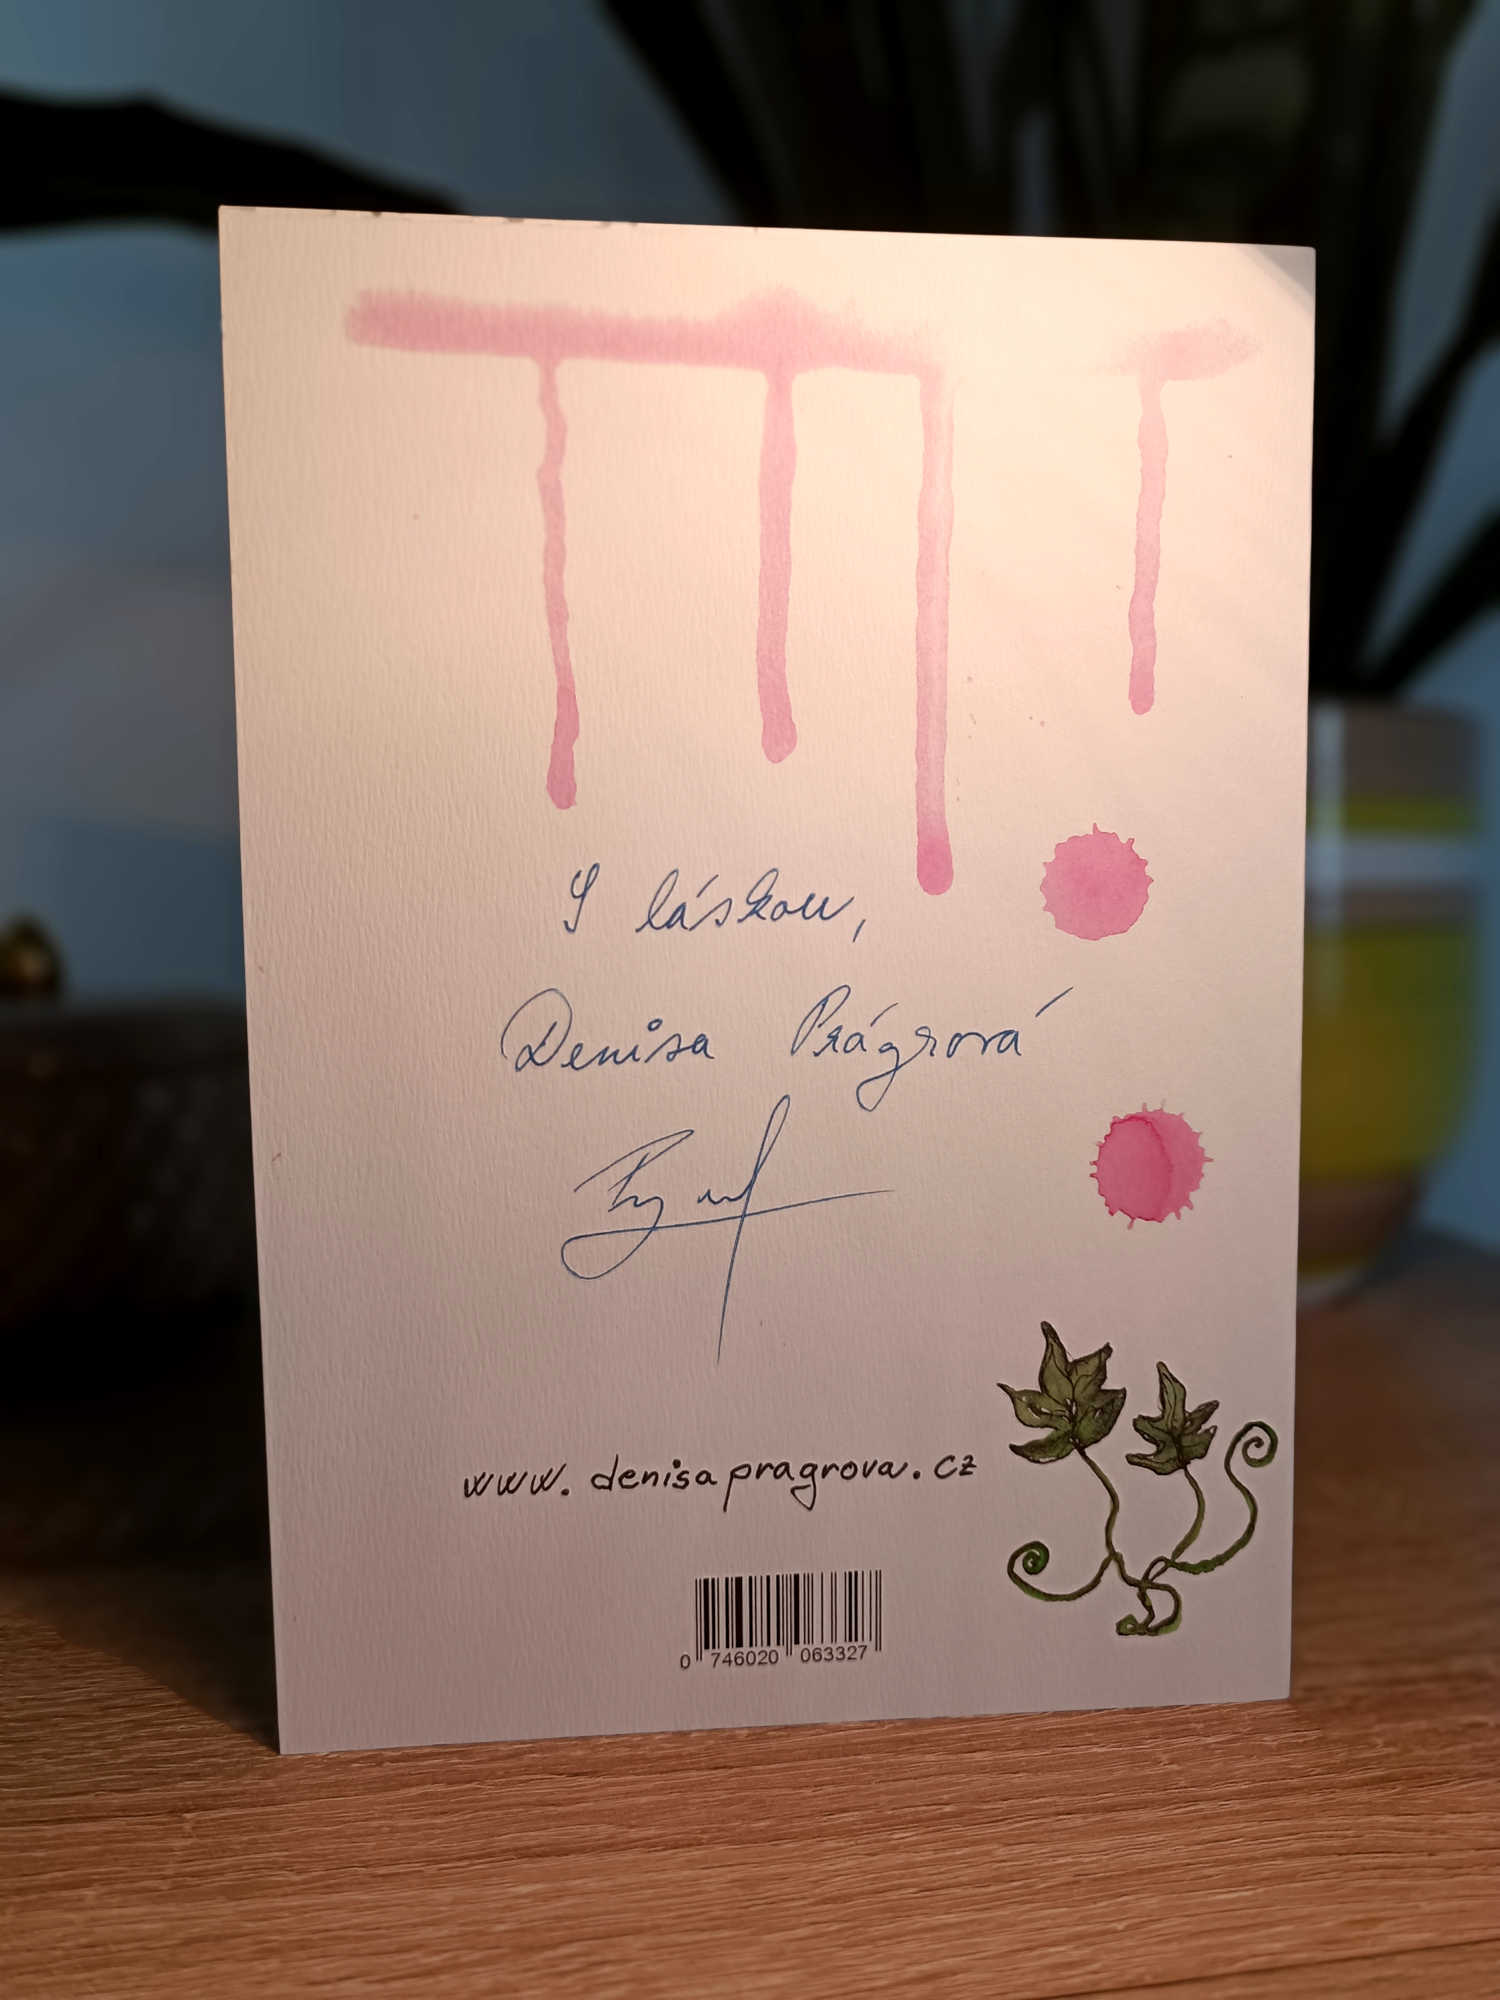 S láskou,
Denisa Prágrová
www.denisapragrova.cz
0 746020 063327